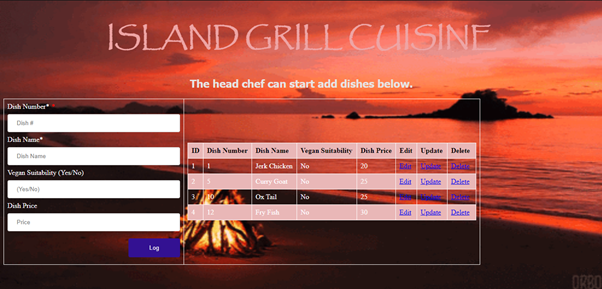 ISLAND GRILL CUISINE
The head chef can start add dishes below.
Dish Number*
Dish #
Dish Name*
Dish Name
Vegan Suitability (Yes/No)
(Yes/No)
Dish Price
Price
Log
ID Dish Number Dish Name Vegan Suitability Dish Price Edit Update Delete
1 1 Jerk Chicken No 20 Edit Update Delete
2 5 Curry Goat No 25 Edit Update Delete
3 10 Ox Tail No 25 Edit Update Delete
4 12 Fry Fish No 30 Edit Update Delete